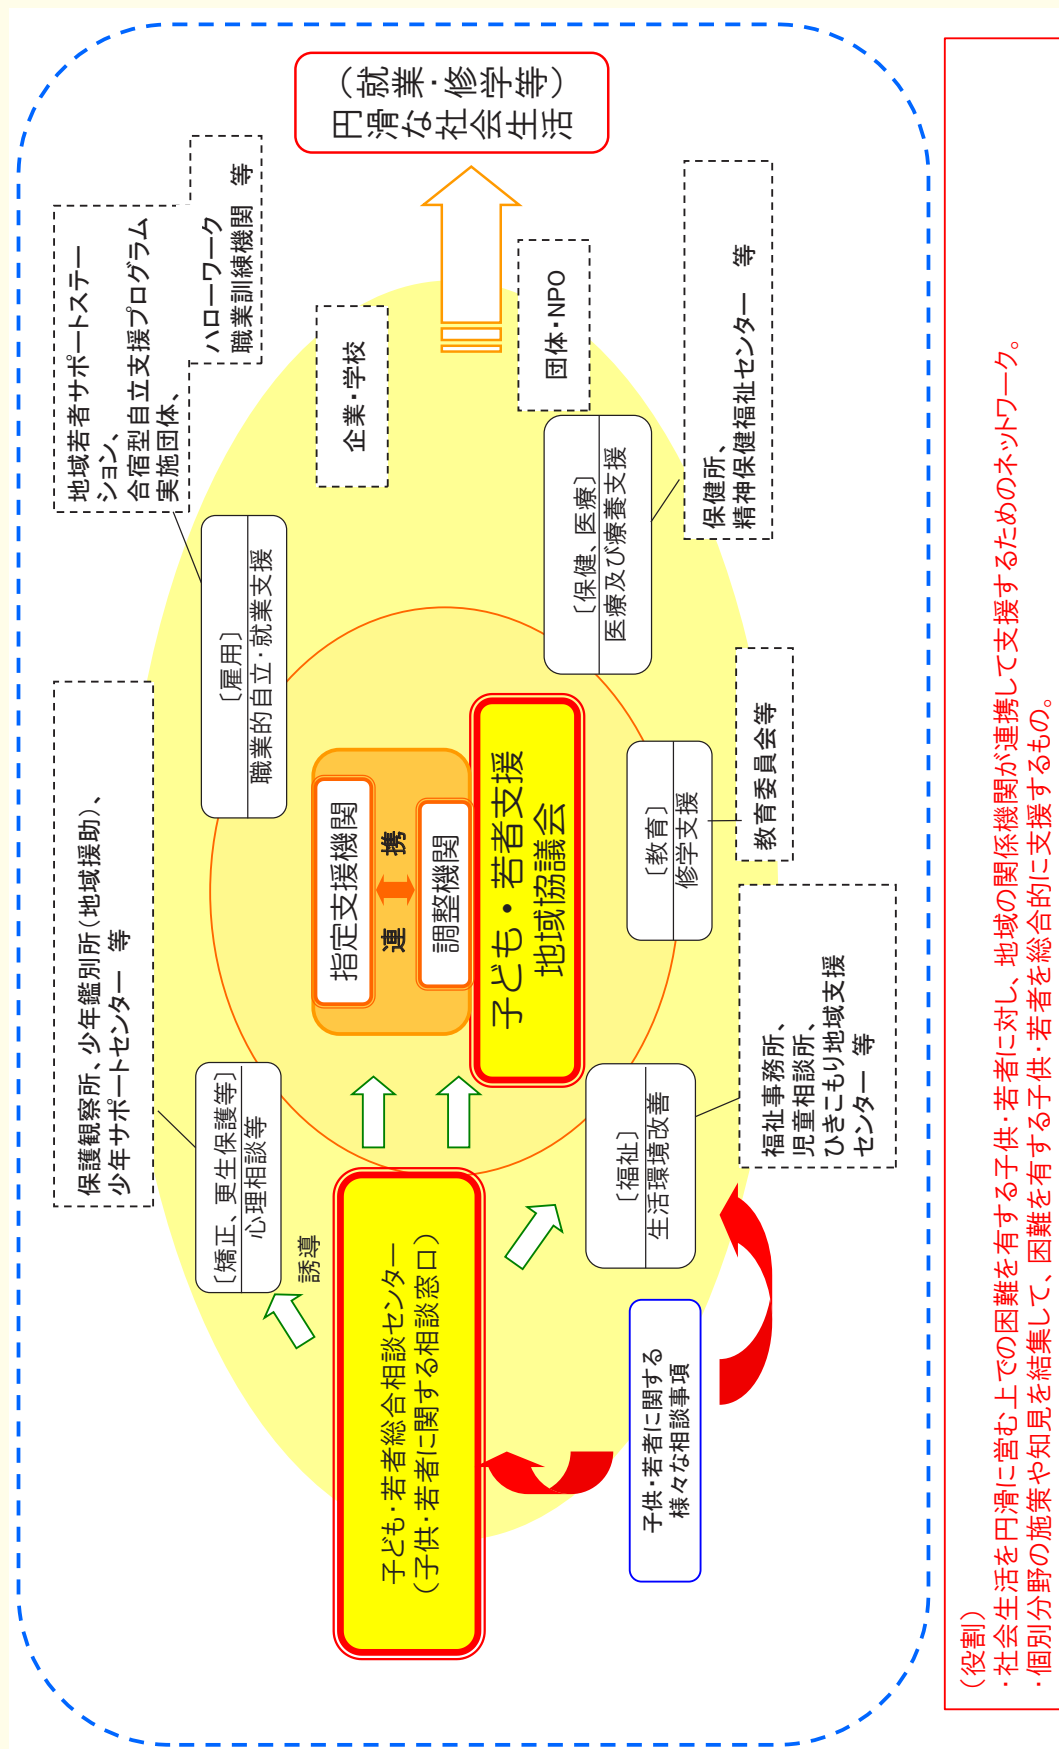 （就業・修学等）
円滑な社会生活
地域若者サポートステー
ション、
合宿型自立支援プログラム
実施団体、
ハローワーク
職業訓練機関　等
企業・学校
団体・NPO
保健所、
精神保健福祉センター　等
〔雇用〕
職業的自立・就業支援
〔保健、医療〕
医療及び療養支援
保護観察所、少年鑑別所（地域援助）、
少年サポートセンター　等
指定支援機関
連　携
調整機関
子ども・若者支援
地域協議会
〔教育〕
修学支援
教育委員会等
〔矯正、更生保護等〕
心理相談等
〔福祉〕
生活環境改善
福祉事務所、
児童相談所、
ひきこもり地域支援
センター　等
誘導
子ども・若者総合相談センター
（子供・若者に関する相談窓口）
子供・若者に関する
様々な相談事項
（役割）
・社会生活を円滑に営む上での困難を有する子供・若者に対し、地域の関係機関が連携して支援するためのネットワーク。
・個別分野の施策や知見を結集して、困難を有する子供・若者を総合的に支援するもの。